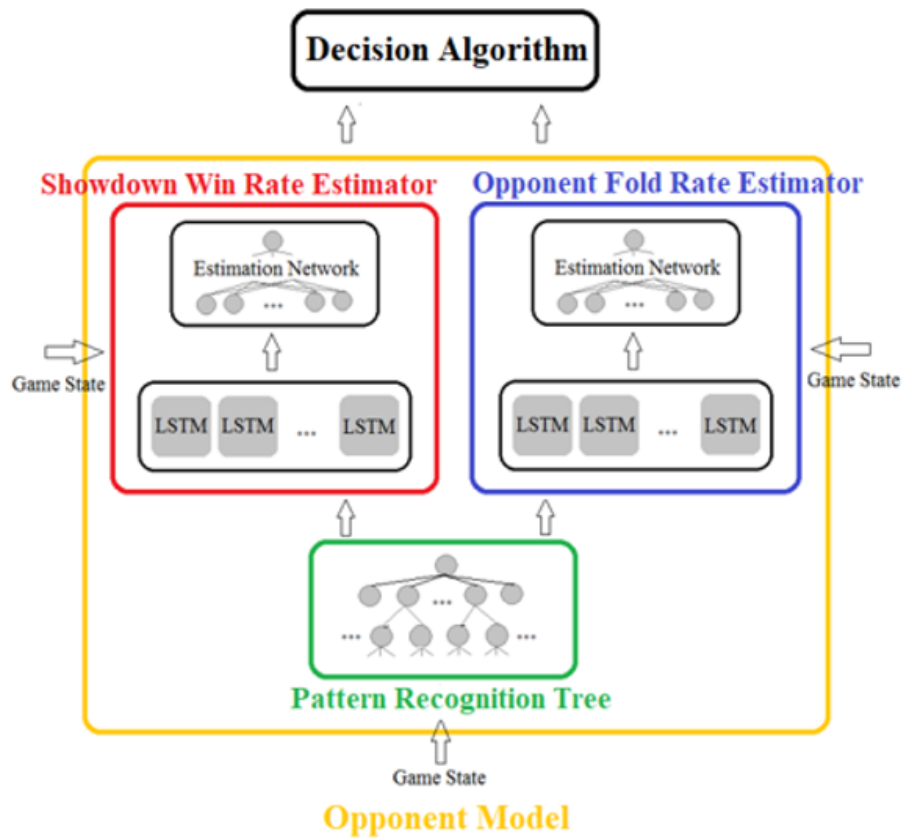 Decision Algorithm
Showdown Win Rate Estimator
Opponent Fold Rate Estimator
Estimation Network
...
Estimation Network
...
Game State
Game State
LSTM LSTM ... LSTM
LSTM LSTM ... LSTM
...
... ...
Pattern Recognition Tree
Game State
Opponent Model